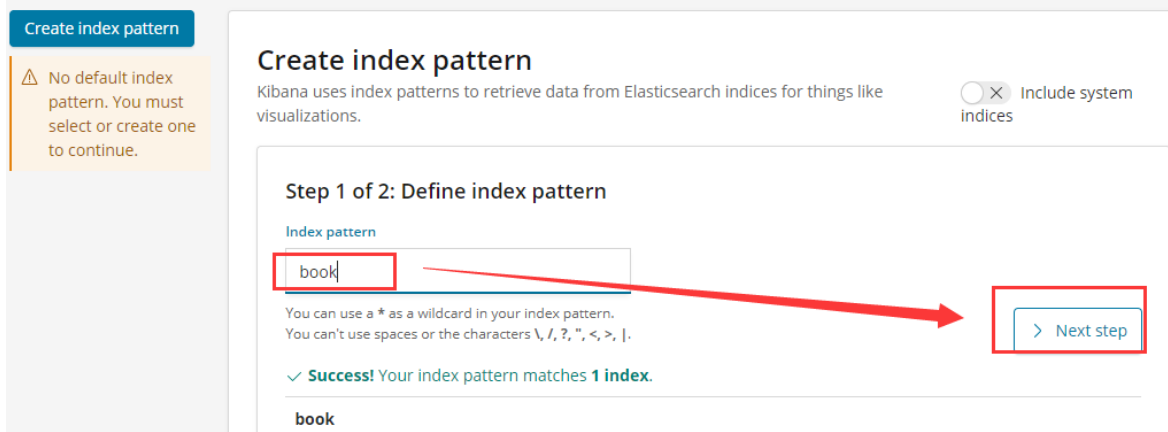 Create index pattern
No default index
pattern. You must
select or create one
to continue.
Create index pattern
Kibana uses index patterns to retrieve data from Elasticsearch indices for things like
visualizations.
Include system
indices
Step 1 of 2: Define index pattern
Index pattern
book
You can use a * as a wildcard in your index pattern.
You can't use spaces or the characters \, /, ?, ", <, >, |.
Next step
Success! Your index pattern matches 1 index.
book